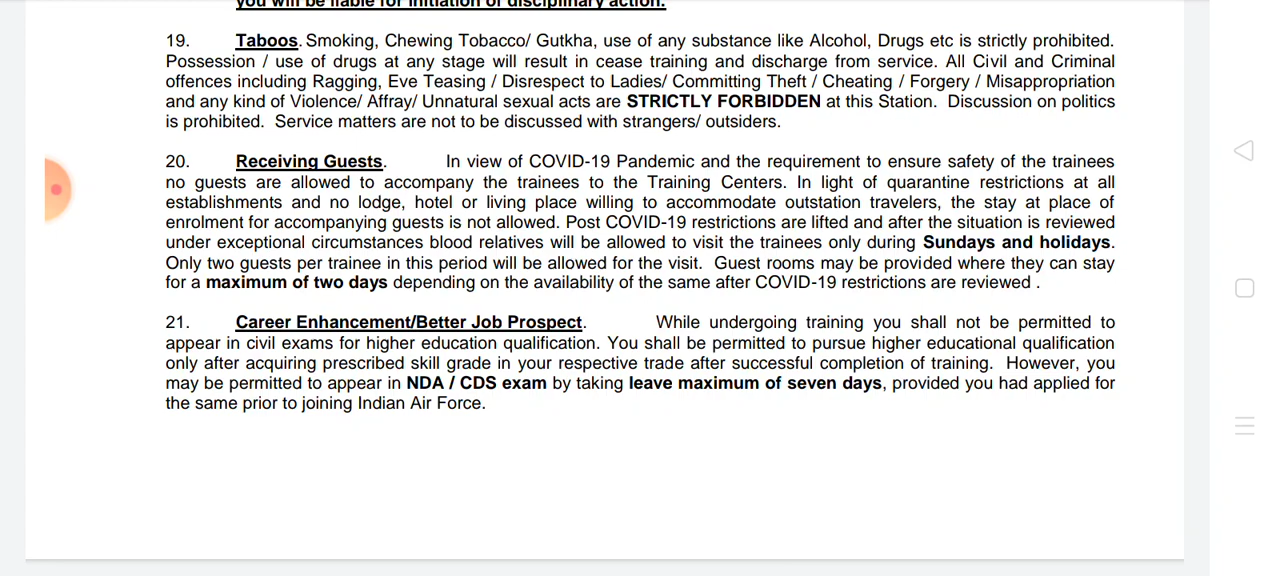 you will be liable for initiation of disciplinary action.
19. Taboos. Smoking, Chewing Tobacco/ Gutkha, use of any substance like Alcohol, Drugs etc is strictly prohibited.
Possession / use of drugs at any stage will result in cease training and discharge from service. All Civil and Criminal
offences including Ragging, Eve Teasing / Disrespect to Ladies/ Committing Theft / Cheating / Forgery / Misappropriation
and any kind of Violence/ Affray/ Unnatural sexual acts are STRICTLY FORBIDDEN at this Station. Discussion on politics
is prohibited. Service matters are not to be discussed with strangers/ outsiders.
20. Receiving Guests. In view of COVID-19 Pandemic and the requirement to ensure safety of the trainees
no guests are allowed to accompany the trainees to the Training Centers. In light of quarantine restrictions at all
establishments and no lodge, hotel or living place willing to accommodate outstation travelers, the stay at place of
enrolment for accompanying guests is not allowed. Post COVID-19 restrictions are lifted and after the situation is reviewed
under exceptional circumstances blood relatives will be allowed to visit the trainees only during Sundays and holidays.
Only two guests per trainee in this period will be allowed for the visit. Guest rooms may be provided where they can stay
for a maximum of two days depending on the availability of the same after COVID-19 restrictions are reviewed .
21. Career Enhancement/Better Job Prospect. While undergoing training you shall not be permitted to
appear in civil exams for higher education qualification. You shall be permitted to pursue higher educational qualification
only after acquiring prescribed skill grade in your respective trade after successful completion of training. However, you
may be permitted to appear in NDA / CDS exam by taking leave maximum of seven days, provided you had applied for
the same prior to joining Indian Air Force.